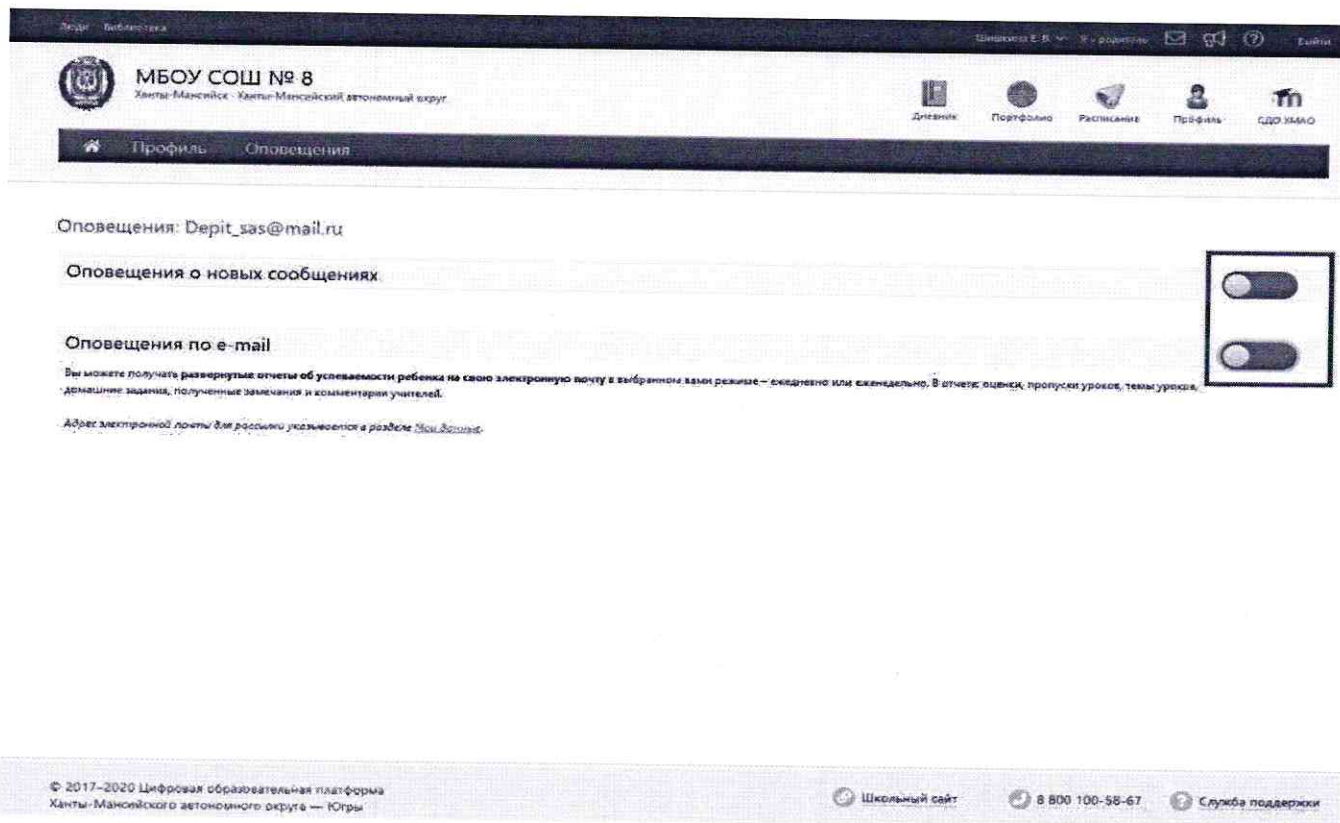 Люди Библиотека
Шишкина Е. В. Я - родитель Выйти
МБОУ СОШ № 8
Ханты-Мансийск - Ханты-Мансийский автономный округ
Дневник Портфолио Расписание Профиль СДО ХМАО
Профиль Оповещения
Оповещения: Depit_sas@mail.ru
Оповещения о новых сообщениях
Оповещения по e-mail
Вы можете получать развернутые отчеты об успеваемости ребенка на свою электронную почту в выбранном вами режиме – ежедневно или еженедельно. В отчете: оценки, пропуски уроков, темы уроков,
домашние задания, полученные замечания и комментарии учителей.
Адрес электронной почты для рассылки указывается в разделе Мои данные.
© 2017–2020 Цифровая образовательная платформа
Ханты-Мансийского автономного округа — Югры
Школьный сайт 8 800 100-58-67 Служба поддержки